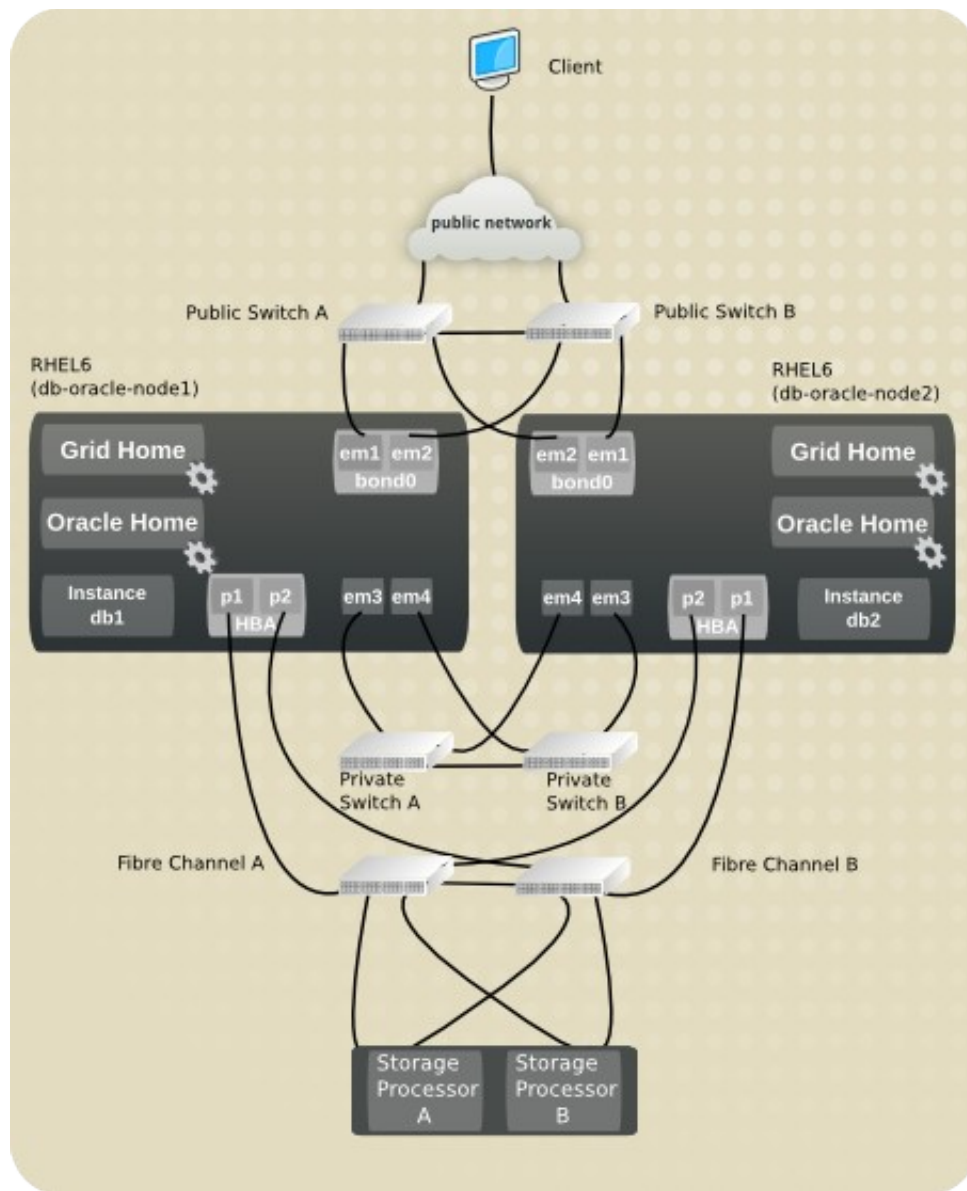 Client
public network
Public Switch A
Public Switch B
RHEL6
(db-oracle-node1)
RHEL6
(db-oracle-node2)
Grid Home
em1 em2
bond0
em2 em1
bond0
Grid Home
Oracle Home
Oracle Home
Instance
db1
p1 p2
HBA
em3 em4
em4 em3
p2 p1
HBA
Instance
db2
Private
Switch A
Private
Switch B
Fibre Channel A
Fibre Channel B
Storage
Processor
A
Storage
Processor
B